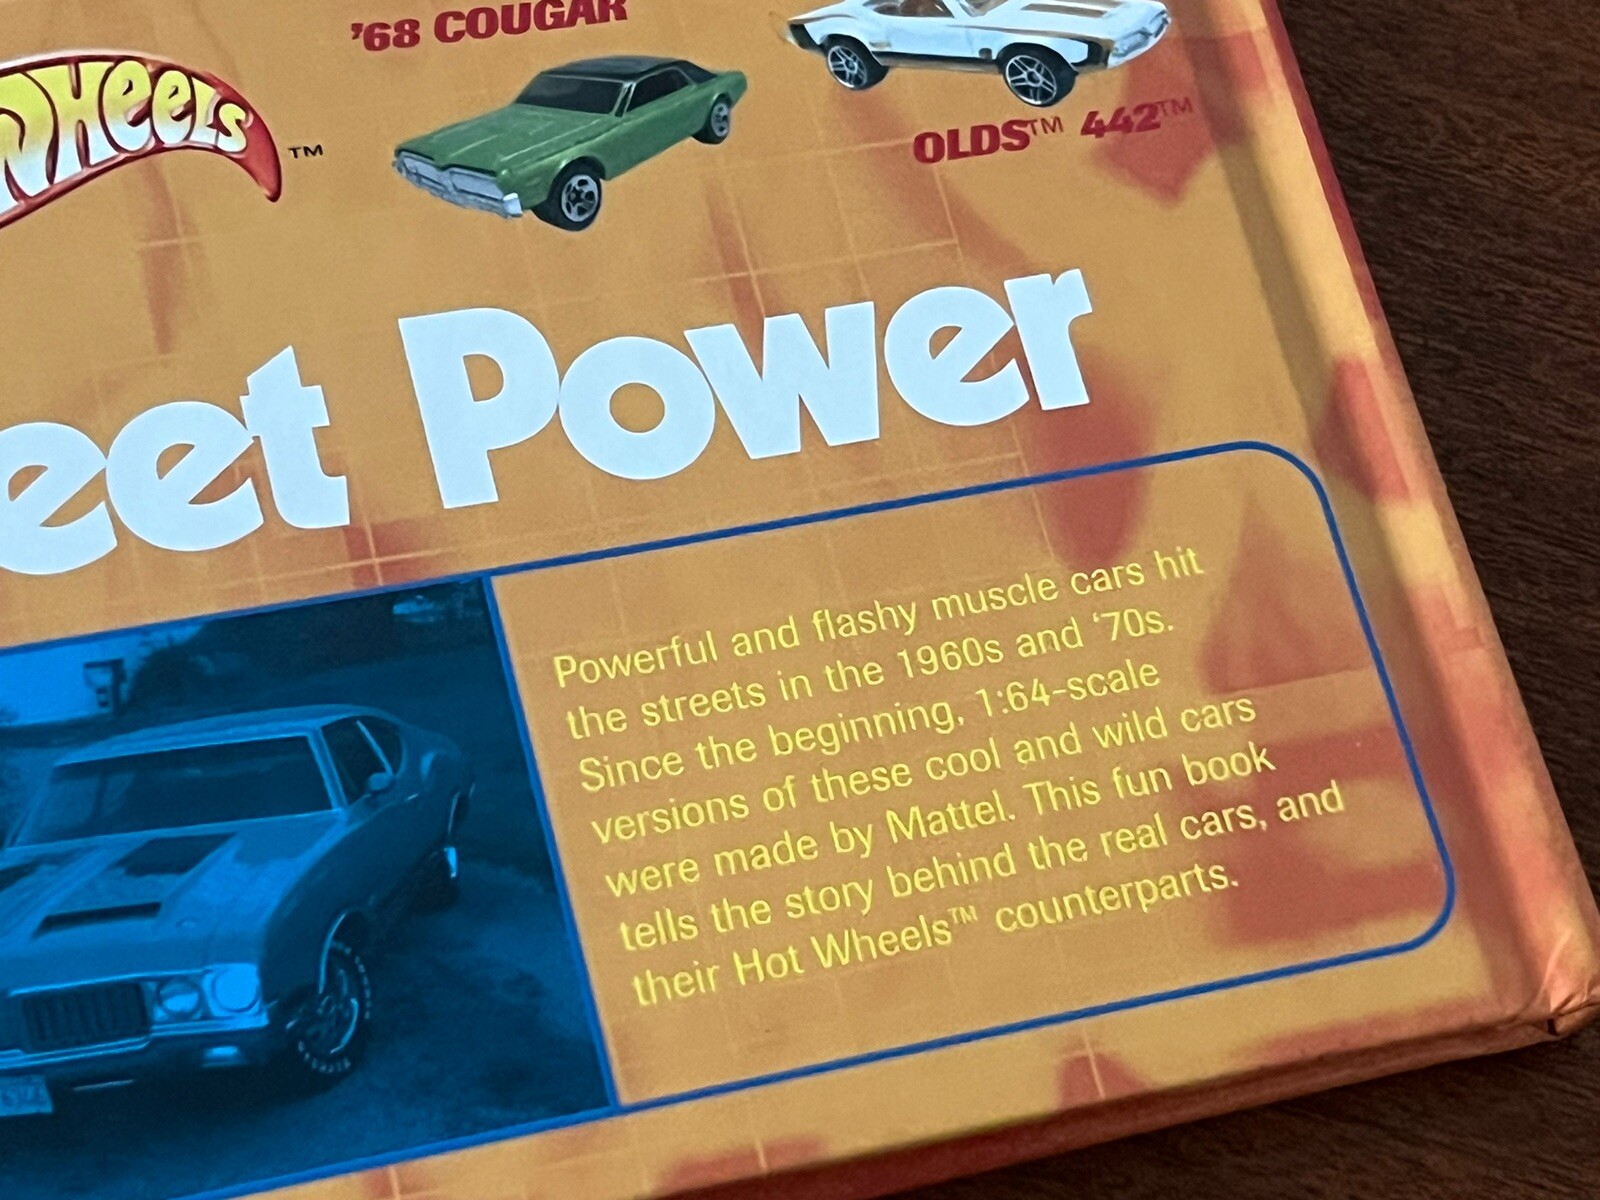 '68 COUGAR
WHeeLs™
OLDS™ 442™
eet Power
Powerful and flashy muscle cars hit
the streets in the 1960s and '70s.
Since the beginning, 1:64-scale
versions of these cool and wild cars
were made by Mattel. This fun book
tells the story behind the real cars, and
their Hot Wheels™ counterparts.